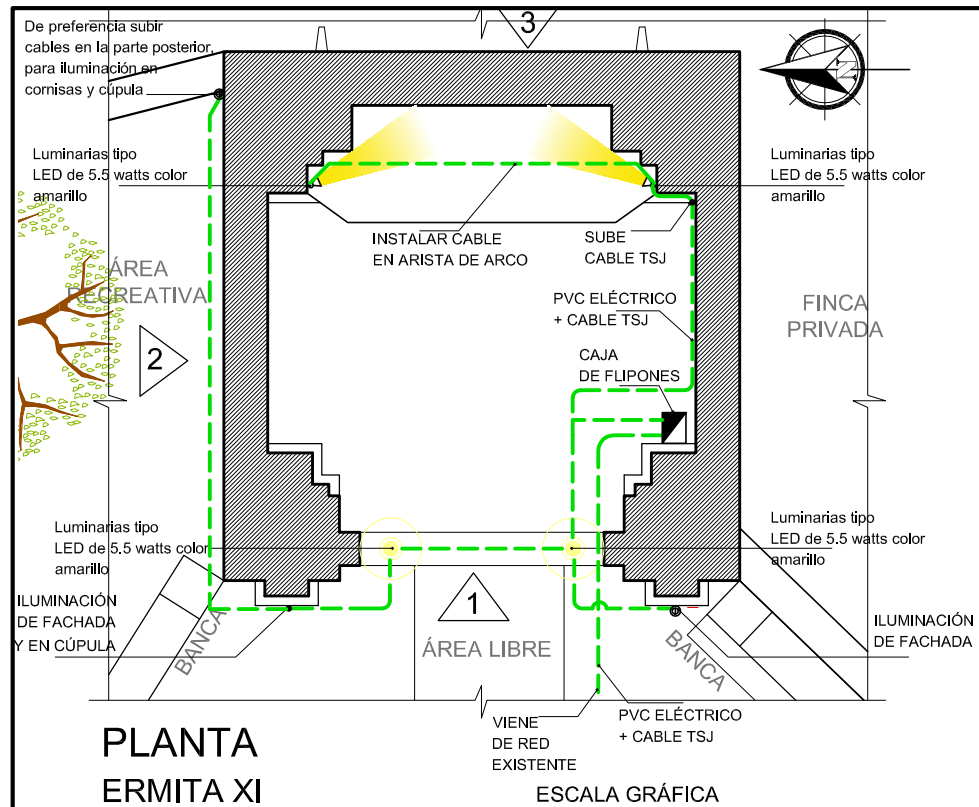 3
De preferencia subir
cables en la parte posterior,
para iluminación en
cornisas y cúpula
N
Luminarias tipo
LED de 5.5 watts color
amarillo
Luminarias tipo
LED de 5.5 watts color
amarillo
INSTALAR CABLE
EN ARISTA DE ARCO
SUBE
CABLE TSJ
ÁREA
RECREATIVA
PVC ELÉCTRICO
+ CABLE TSJ
FINCA
PRIVADA
2
CAJA
DE FLIPONES
Luminarias tipo
LED de 5.5 watts color
amarillo
Luminarias tipo
LED de 5.5 watts color
amarillo
ILUMINACIÓN
DE FACHADA
Y EN CÚPULA
BANCA
1
ÁREA LIBRE
BANCA
ILUMINACIÓN
DE FACHADA
VIENE
DE RED
EXISTENTE
PVC ELÉCTRICO
+ CABLE TSJ
PLANTA
ERMITA XI
ESCALA GRÁFICA